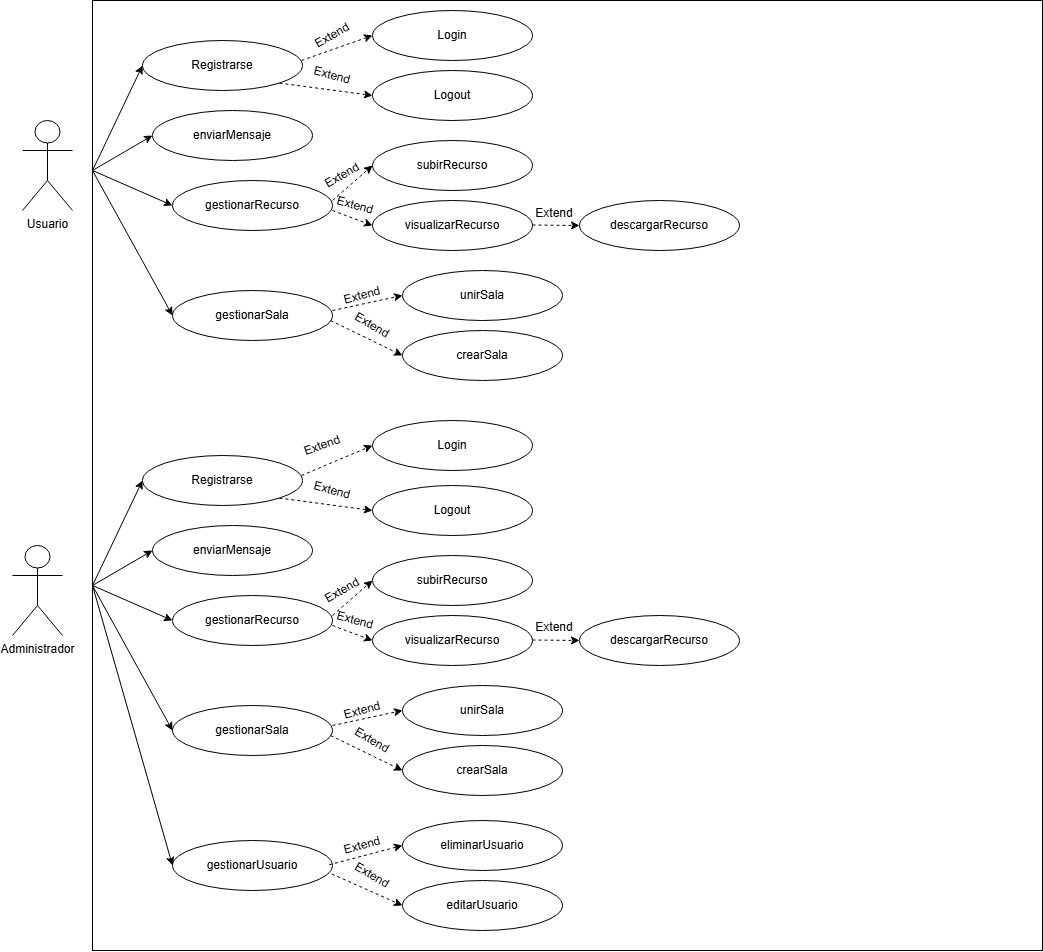 Extend
Login
Registrarse
Extend
Logout
enviarMensaje
Extend
subirRecurso
gestionarRecurso
Extend
visualizarRecurso
Extend
descargarRecurso
Usuario
Extend
unirSala
gestionarSala
Extend
crearSala
Extend
Login
Registrarse
Extend
Logout
enviarMensaje
Extend
subirRecurso
gestionarRecurso
Extend
visualizarRecurso
Extend
descargarRecurso
Administrador
Extend
unirSala
gestionarSala
Extend
crearSala
Extend
eliminarUsuario
gestionarUsuario
Extend
editarUsuario